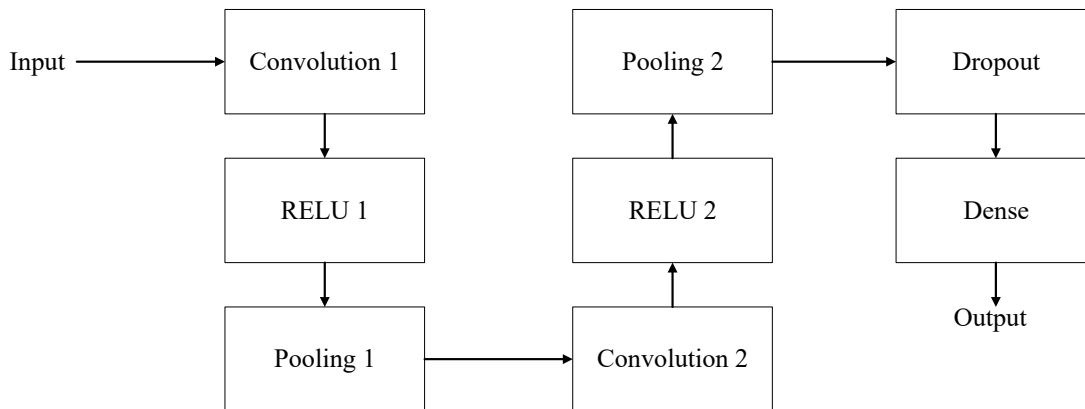 Input
Convolution 1
RELU 1
Pooling 1
Convolution 2
RELU 2
Pooling 2
Dropout
Dense
Output